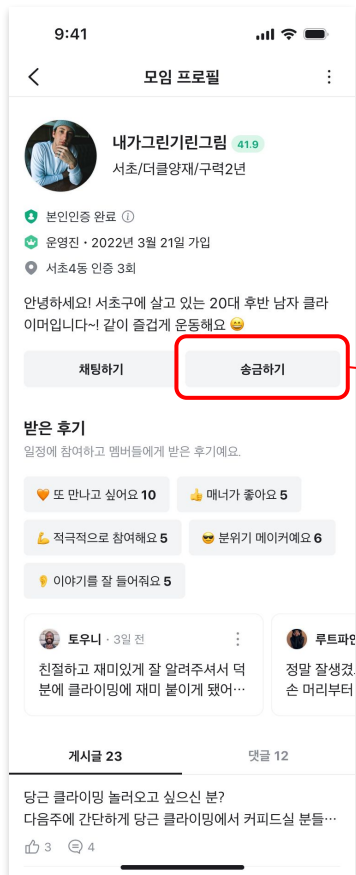 9:41
모임 프로필
내가그린기린그림 41.9
서초/더클양재/구력2년
본인인증 완료
운영진 • 2022년 3월 21일 가입
서초4동 인증 3회
안녕하세요! 서초구에 살고 있는 20대 후반 남자 클라
이머입니다~! 같이 즐겁게 운동해요 😄
채팅하기 송금하기
받은 후기
일정에 참여하고 멤버들에게 받은 후기예요.
🧡 또 만나고 싶어요 10 👍 매너가 좋아요 5
💪 적극적으로 참여해요 5 😎 분위기 메이커예요 6
💡 이야기를 잘 들어줘요 5
토우니 · 3일 전
친절하고 재미있게 잘 알려주셔서 덕
분에 클라이밍에 재미 붙이게 됐어…
루트파인
정말 잘생겼
손 머리부터
게시글 23 댓글 12
당근 클라이밍 놀러오고 싶으신 분?
다음주에 간단하게 당근 클라이밍에서 커피드실 분들…
3 4